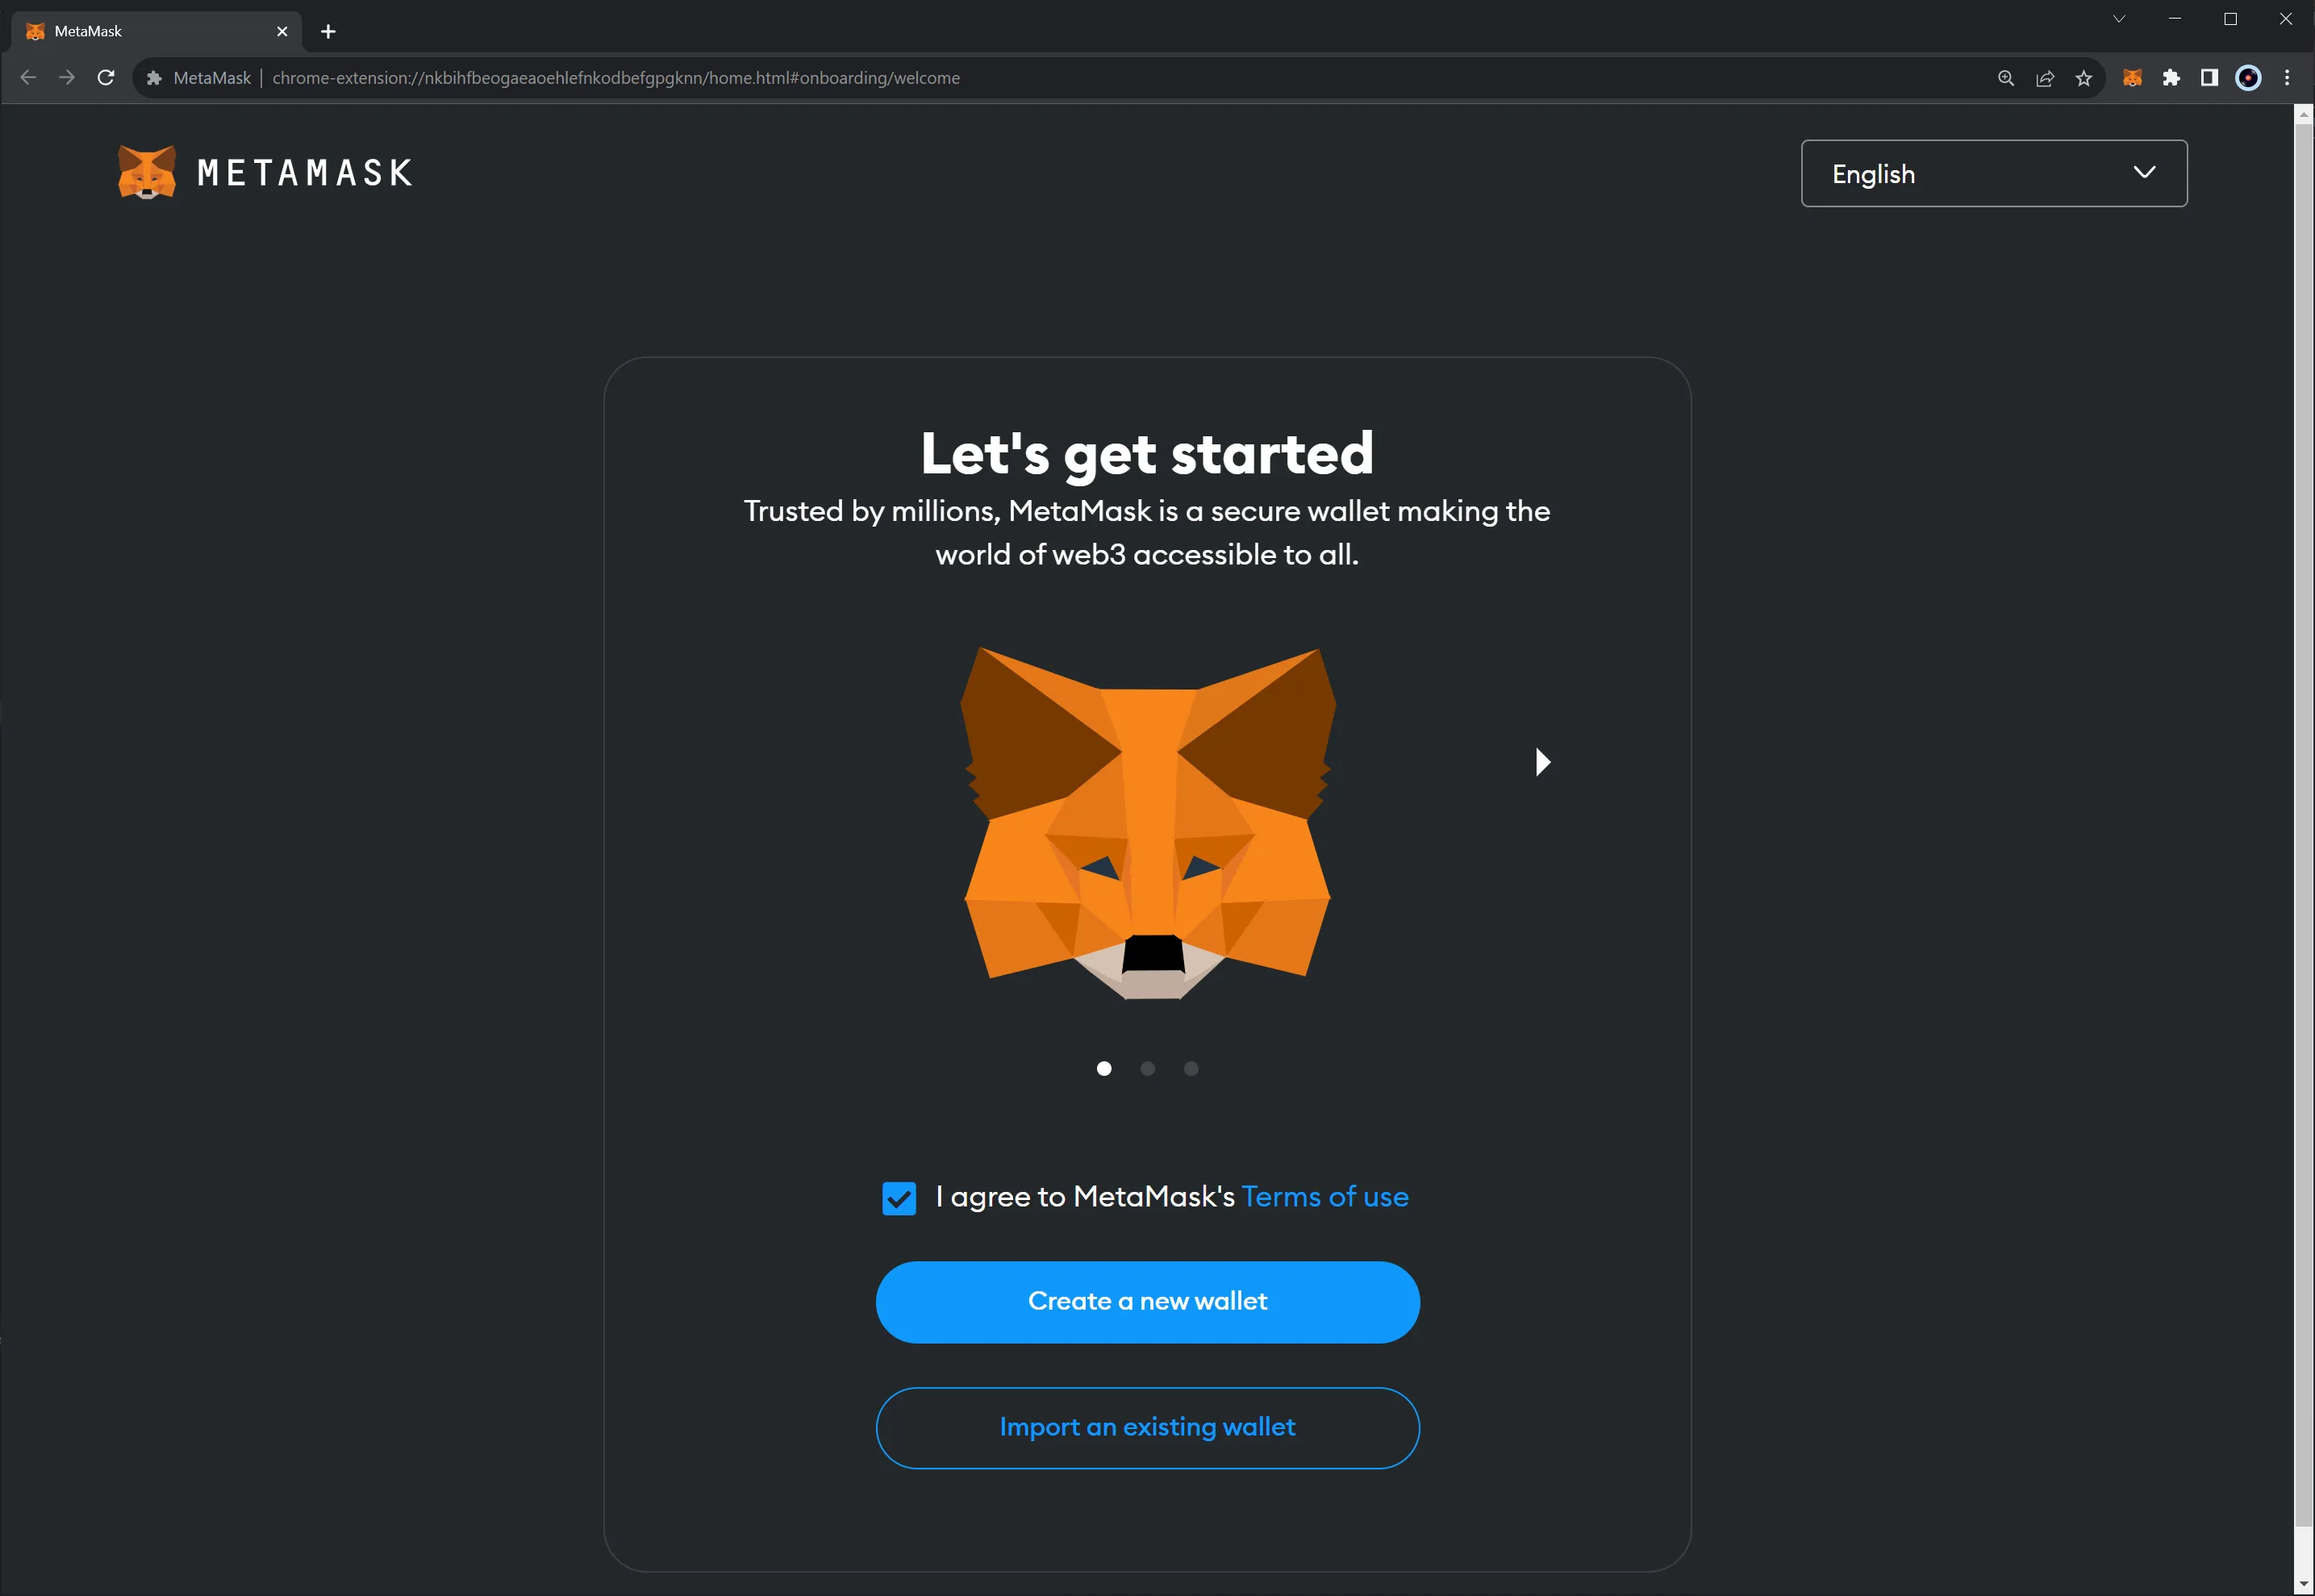 MetaMask
MetaMask | chrome-extension://nkbihfbeogaeaoehlefnkodbefgpgknn/home.html#onboarding/welcome
METAMASK
English
Let's get started
Trusted by millions, MetaMask is a secure wallet making the
world of web3 accessible to all.
I agree to MetaMask's Terms of use
Create a new wallet
Import an existing wallet